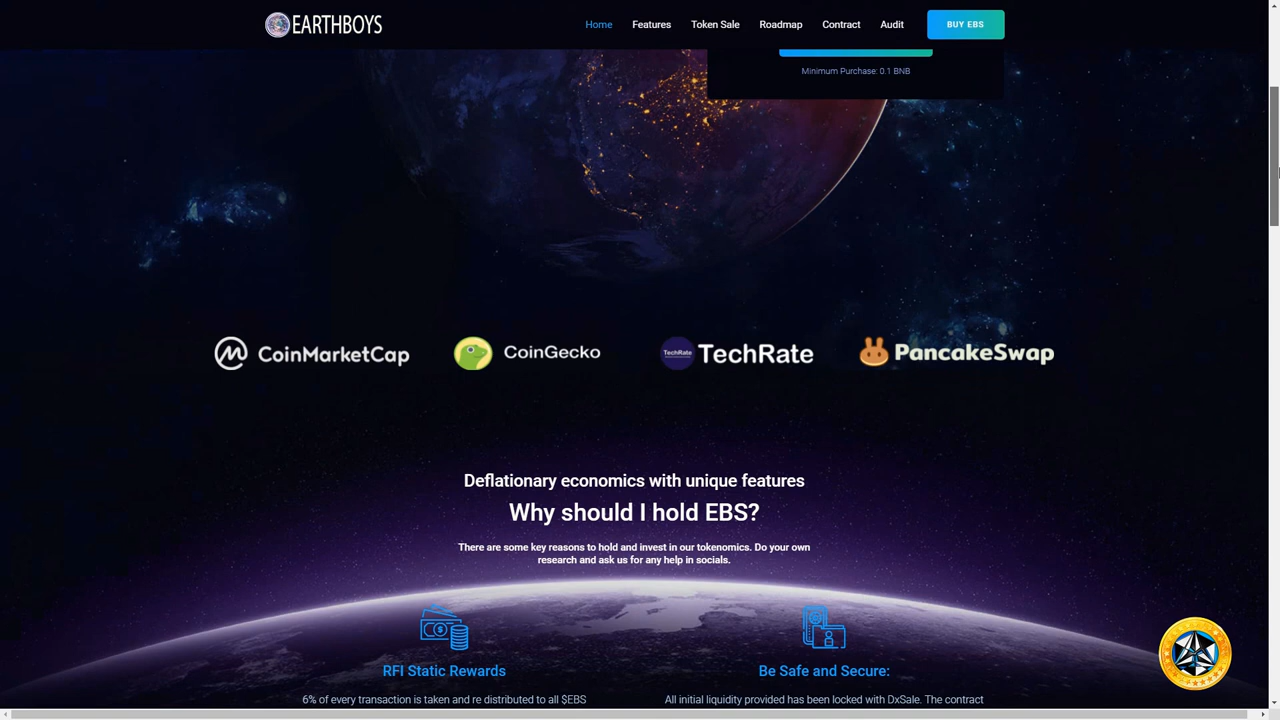 EARTHBOYS
Home Features Token Sale Roadmap Contract Audit BUY EBS
Minimum Purchase: 0.1 BNB
CoinMarketCap CoinGecko TechRate TechRate PancakeSwap
Deflationary economics with unique features
Why should I hold EBS?
There are some key reasons to hold and invest in our tokenomics. Do your own
research and ask us for any help in socials.
RFI Static Rewards
Be Safe and Secure:
6% of every transaction is taken and re distributed to all $EBS
All initial liquidity provided has been locked with DxSale. The contract